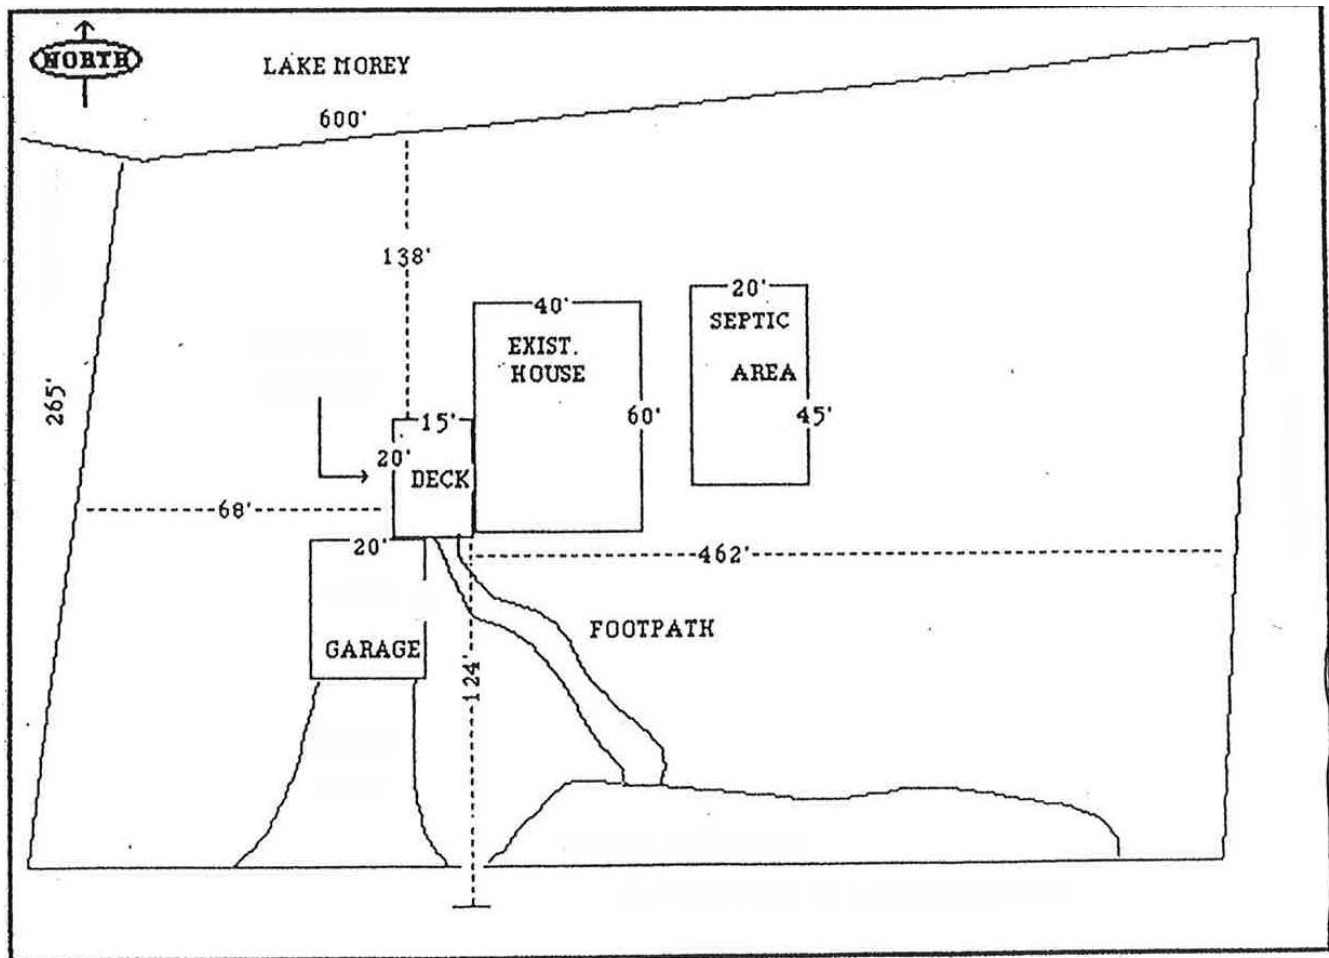 NORTH
LAKE MOREY
600'
138'
40'
20'
SEPTIC
AREA
EXIST.
HOUSE
265'
60'
45'
15'
20'
DECK
68'
20'
462'
FOOTPATH
GARAGE
124'